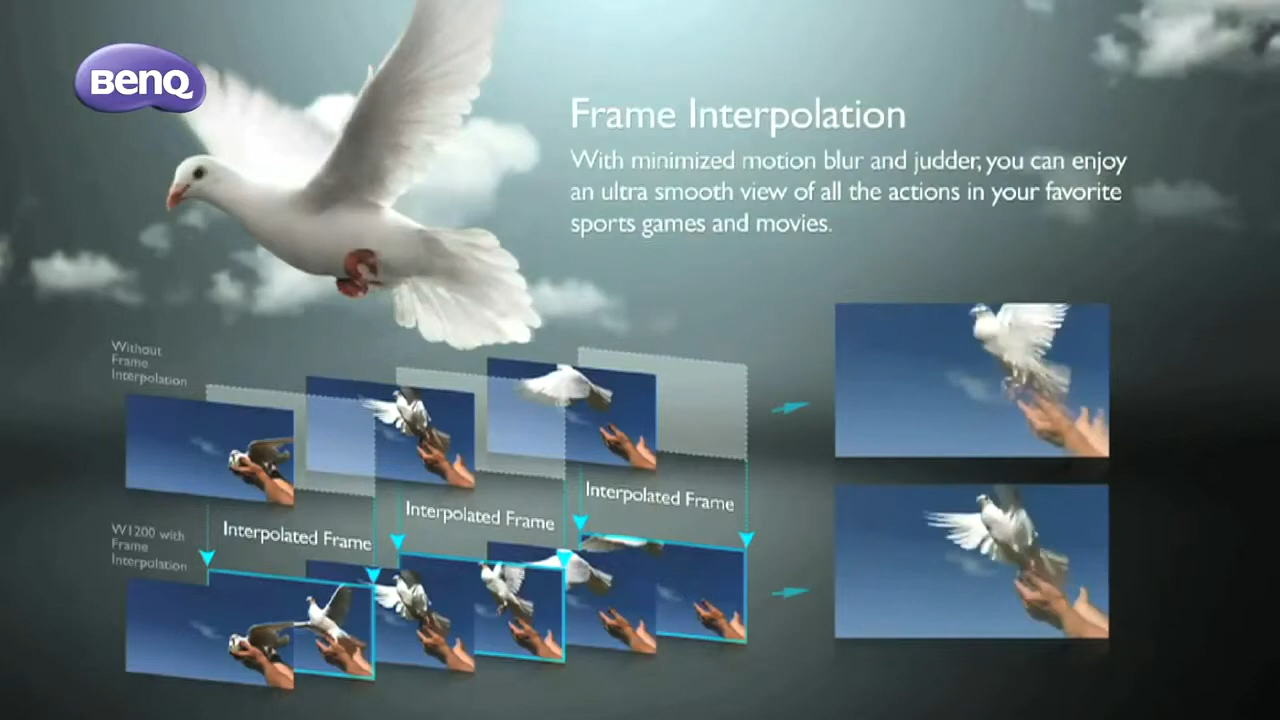 BenQ
Frame Interpolation
With minimized motion blur and judder, you can enjoy
an ultra smooth view of all the actions in your favorite
sports games and movies.
Without
Frame
Interpolation
Interpolated Frame
Interpolated Frame
Interpolated Frame
W1200 with
Frame
Interpolation